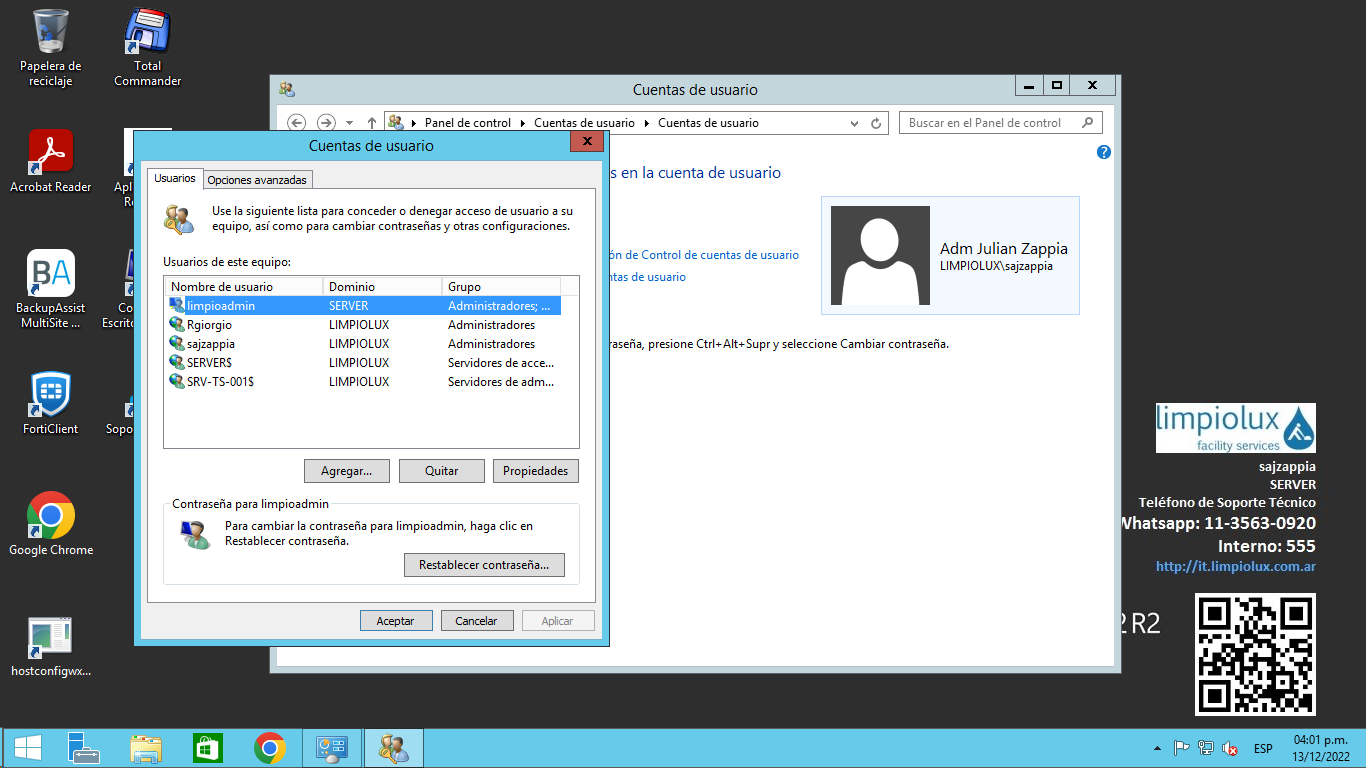 Papelera de
reciclaje
Total
Commander
Acrobat Reader
Apl
R
BackupAssist
MultiSite ...
Co
Escrito
FortiClient
Sopo
Google Chrome
hostconfigwx...
Cuentas de usuario
Panel de control
Cuentas de usuario
Cuentas de usuario
Buscar en el Panel de control
s en la cuenta de usuario
ón de Control de cuentas de usuario
ntas de usuario
Adm Julian Zappia
LIMPIOLUX\sajzappia
raseña, presione Ctrl+Alt+Supr y seleccione Cambiar contraseña.
Cuentas de usuario
Usuarios
Opciones avanzadas
Use la siguiente lista para conceder o denegar acceso de usuario a su
equipo, así como para cambiar contraseñas y otras configuraciones.
Usuarios de este equipo:
Nombre de usuario Dominio Grupo
limpioadmin SERVER Administradores; ...
Rgiorgio LIMPIOLUX Administradores
sajzappia LIMPIOLUX Administradores
SERVER$ LIMPIOLUX Servidores de acce...
SRV-TS-001$ LIMPIOLUX Servidores de adm...
Agregar... Quitar Propiedades
Contraseña para limpioadmin
Para cambiar la contraseña para limpioadmin, haga clic en
Restablecer contraseña.
Restablecer contraseña...
Aceptar Cancelar Aplicar
limpiolux
facility services
sajzappia
SERVER
Teléfono de Soporte Técnico
Whatsapp: 11-3563-0920
Interno: 555
http://it.limpiolux.com.ar
2 R2
ESP
04:01 p.m.
13/12/2022